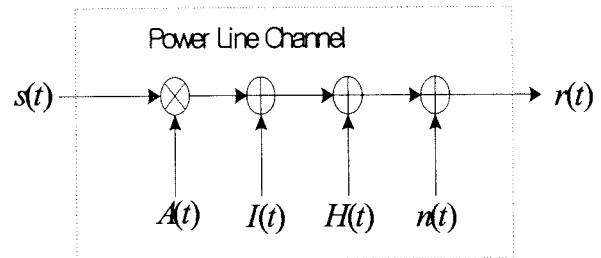 Power Line Channel
s(t) r(t)
A(t) I(t) H(t) n(t)